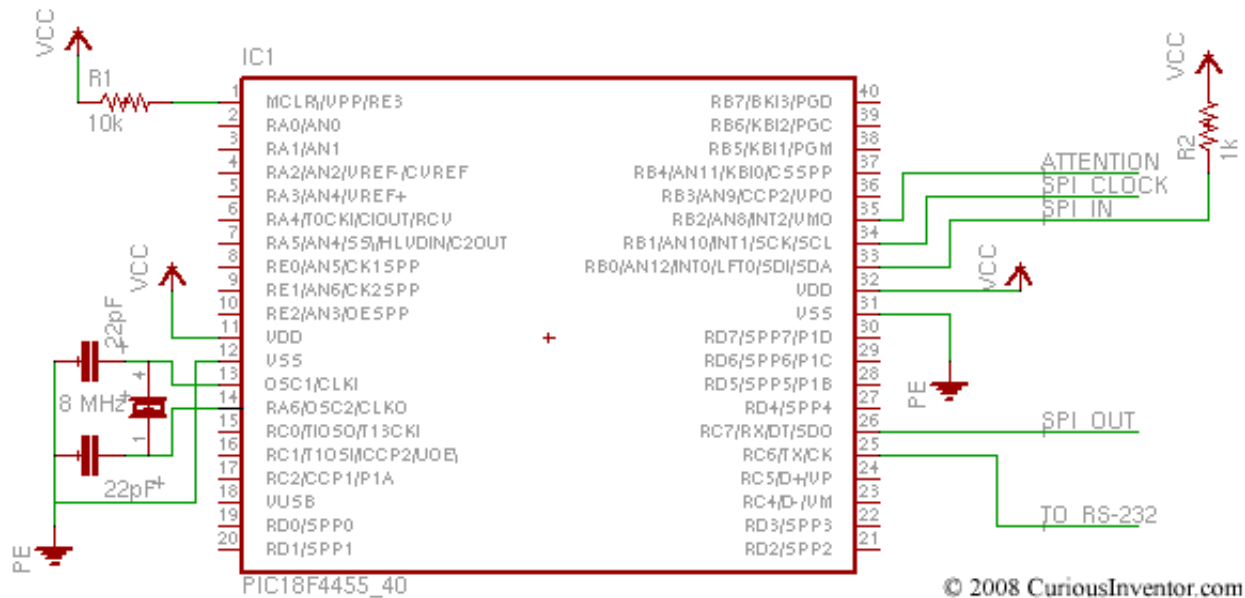 VCC
R1
10k
IC1
1 MCLR\/VPP/RE3
2 RA0/AN0
3 RA1/AN1
4 RA2/AN2/VREF-/CVREF
5 RA3/AN4/VREF+
6 RA4/T0CKI/CIOUT/RCV
7 RA5/AN4/SS\/HLVDIN/C2OUT
8 RE0/AN5/CK1SPP
9 RE1/AN6/CK2SPP
10 RE2/AN3/OESPP
11 VDD
12 VSS
13 OSC1/CLKI
14 RA6/OSC2/CLKO
15 RC0/TIOSO/T13CKI
16 RC1/T1OSI/ICCP2/UOE\
17 RC2/CCP1/P1A
18 VUSB
19 RD0/SPP0
20 RD1/SPP1
40 RB7/BKI3/PGD
39 RB6/KBI2/PGC
38 RB5/KBI1/PGM
37 RB4/AN11/KBI0/CSSPP
36 RB3/AN9/CCP2/VPO
35 RB2/AN8/INT2/VMO
34 RB1/AN10/INT1/SCK/SCL
33 RB0/AN12/INT0/LFT0/SDI/SDA
32 VDD
31 VSS
30 RD7/SPP7/P1D
29 RD6/SPP6/P1C
28 RD5/SPP5/P1B
27 RD4/SPP4
26 RC7/RX/DT/SDO
25 RC6/TX/CK
24 RC5/D+/VP
23 RC4/D-/VM
22 RD3/SPP3
21 RD2/SPP2
PIC18F4455_40
VCC
22pF
8 MHz
4
1
22pF
PE
VCC
R2
1k
ATTENTION
SPI CLOCK
SPI IN
VCC
PE
SPI OUT
TO RS-232
© 2008 CuriousInventor.com